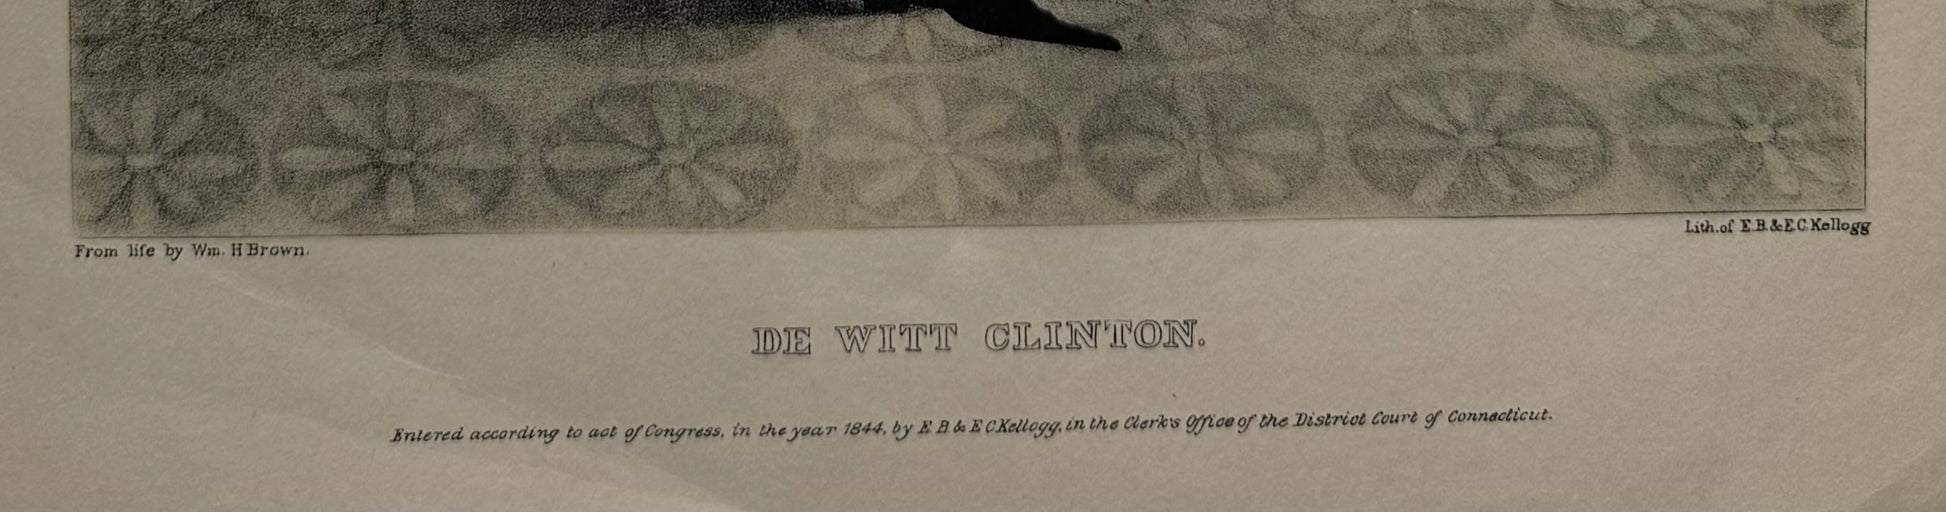 From life by Wm. H Brown.
Lith. of E. B. & E. C. Kellogg
DE WITT CLINTON.
Entered according to act of Congress, in the year 1844, by E B & E C Kellogg, in the Clerk's Office of the District Court of Connecticut.